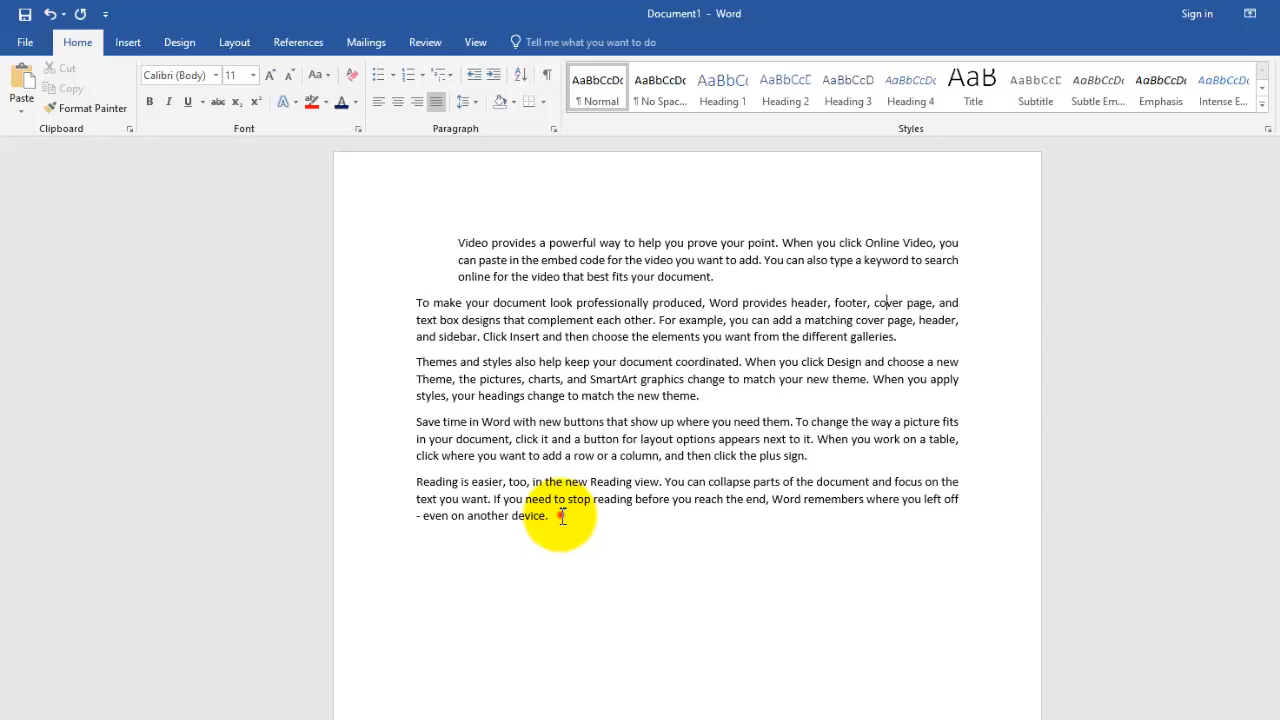 Document1 - Word
Sign in
File Home Insert Design Layout References Mailings Review View Tell me what you want to do
Paste
Cut
Copy
Format Painter
Clipboard
Calibri (Body) 11 Aa
B I U abc x₂ x² A A
Font
Paragraph
AaBbCcDc AaBbCcDc AaBbC AaBbCcC AaBbCcD AaBbCcDc AaB AaBbCcD AaBbCcDc AaBbCcDc AaBbCcDc
¶ Normal ¶ No Spac... Heading 1 Heading 2 Heading 3 Heading 4 Title Subtitle Subtle Em... Emphasis Intense E...
Styles
Video provides a powerful way to help you prove your point. When you click Online Video, you
can paste in the embed code for the video you want to add. You can also type a keyword to search
online for the video that best fits your document.
To make your document look professionally produced, Word provides header, footer, cover page, and
text box designs that complement each other. For example, you can add a matching cover page, header,
and sidebar. Click Insert and then choose the elements you want from the different galleries.
Themes and styles also help keep your document coordinated. When you click Design and choose a new
Theme, the pictures, charts, and SmartArt graphics change to match your new theme. When you apply
styles, your headings change to match the new theme.
Save time in Word with new buttons that show up where you need them. To change the way a picture fits
in your document, click it and a button for layout options appears next to it. When you work on a table,
click where you want to add a row or a column, and then click the plus sign.
Reading is easier, too, in the new Reading view. You can collapse parts of the document and focus on the
text you want. If you need to stop reading before you reach the end, Word remembers where you left off
- even on another device.